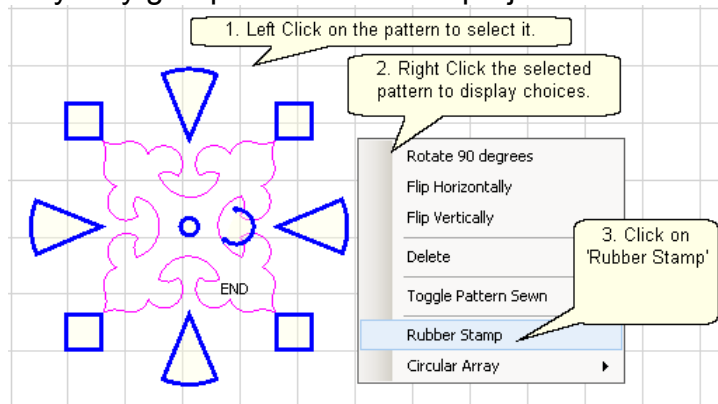 1. Left Click on the pattern to select it.
2. Right Click the selected
pattern to display choices.
Rotate 90 degrees
Flip Horizontally
Flip Vertically
3. Click on
'Rubber Stamp'
Delete
END
Toggle Pattern Sewn
Rubber Stamp
Circular Array